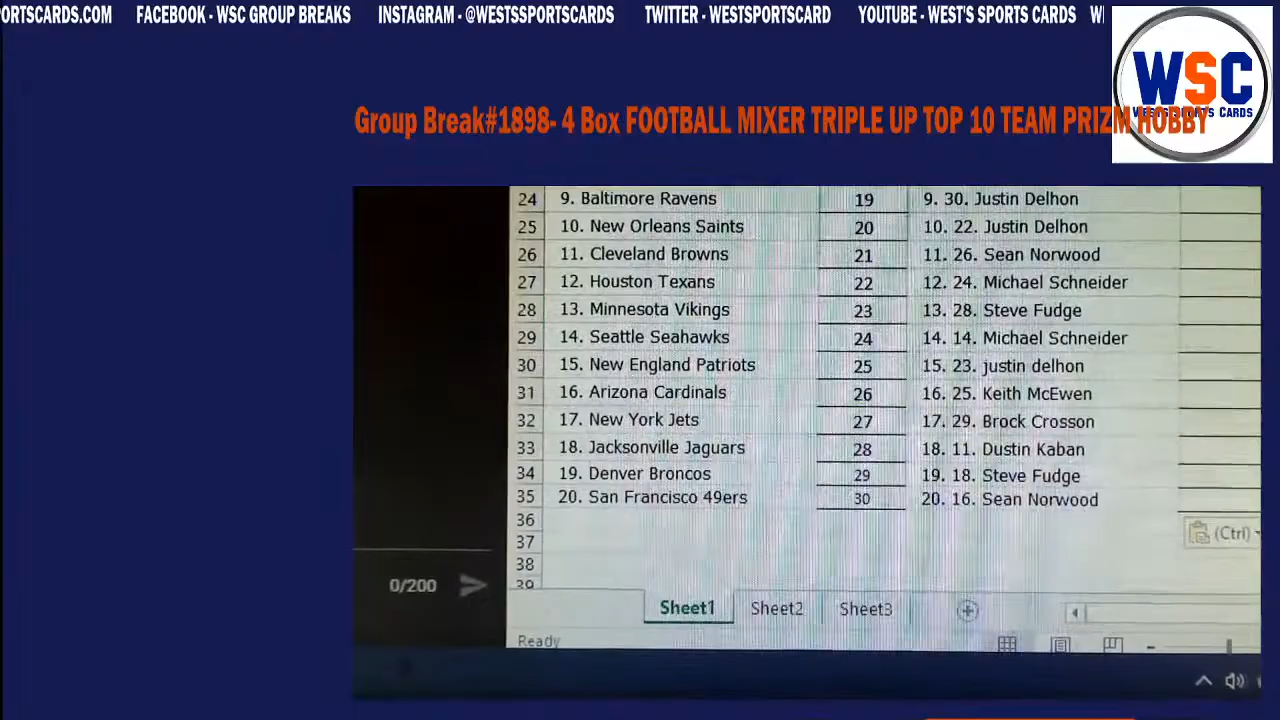 ORTSCARDS.COM FACEBOOK - WSC GROUP BREAKS INSTAGRAM - @WESTSSPORTSCARDS TWITTER - WESTSPORTSCARD YOUTUBE - WEST'S SPORTS CARDS W
WSC
WEST'S SPORTS CARDS
Group Break#1898- 4 Box FOOTBALL MIXER TRIPLE UP TOP 10 TEAM PRIZM HOBBY
24 9. Baltimore Ravens 19 9. 30. Justin Delhon
25 10. New Orleans Saints 20 10. 22. Justin Delhon
26 11. Cleveland Browns 21 11. 26. Sean Norwood
27 12. Houston Texans 22 12. 24. Michael Schneider
28 13. Minnesota Vikings 23 13. 28. Steve Fudge
29 14. Seattle Seahawks 24 14. 14. Michael Schneider
30 15. New England Patriots 25 15. 23. justin delhon
31 16. Arizona Cardinals 26 16. 25. Keith McEwen
32 17. New York Jets 27 17. 29. Brock Crosson
33 18. Jacksonville Jaguars 28 18. 11. Dustin Kaban
34 19. Denver Broncos 29 19. 18. Steve Fudge
35 20. San Francisco 49ers 30 20. 16. Sean Norwood
36
(Ctrl)
37
38
39
0/200
Sheet1 Sheet2 Sheet3
Ready